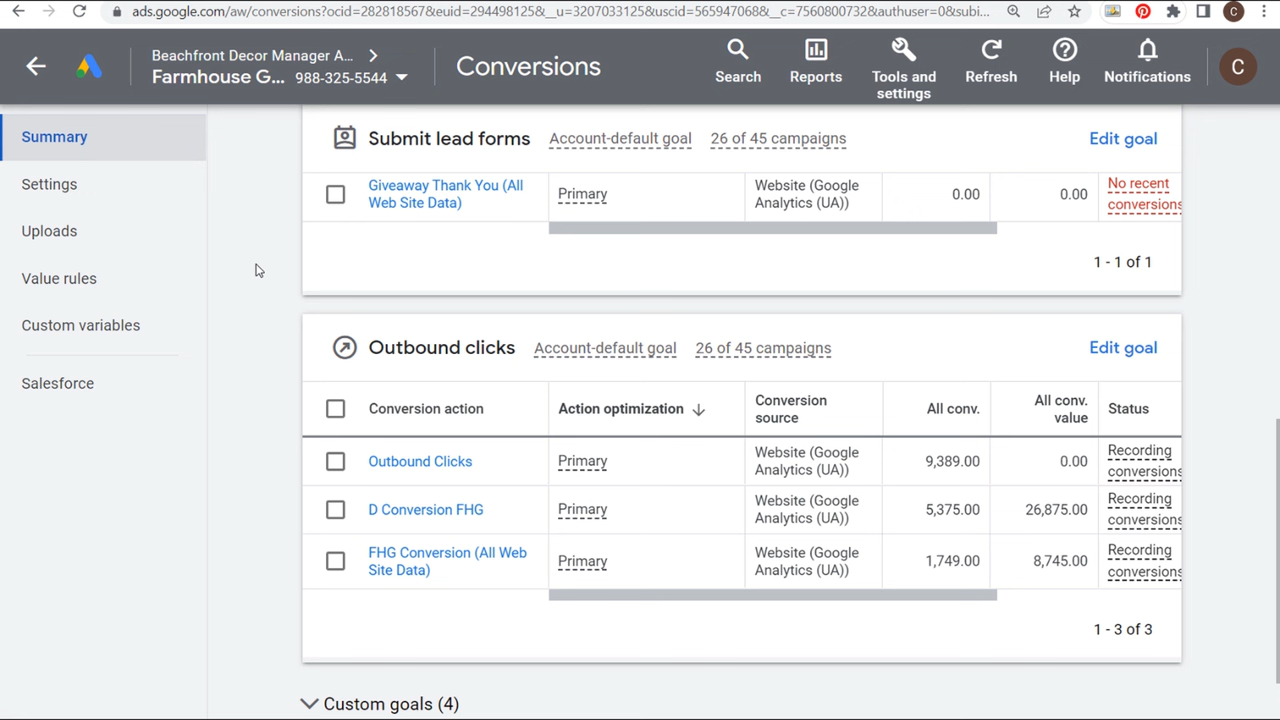 ads.google.com/aw/conversions?ocid=282818567&euid=294498125&__u=3207033125&uscid=565947068&__c=7560800732&authuser=0&subi...
C
Beachfront Decor Manager A...
Farmhouse G... 988-325-5544
Conversions
Search
Reports
Tools and
settings
Refresh
Help
Notifications
C
Summary
Settings
Uploads
Value rules
Custom variables
Salesforce
Submit lead forms Account-default goal 26 of 45 campaigns Edit goal
Giveaway Thank You (All
Web Site Data)
Primary
Website (Google
Analytics (UA))
0.00
0.00
No recent
conversions
1 - 1 of 1
Outbound clicks Account-default goal 26 of 45 campaigns Edit goal
Conversion action
Action optimization
Conversion
source
All conv.
All conv.
value
Status
Outbound Clicks
Primary
Website (Google
Analytics (UA))
9,389.00
0.00
Recording
conversions
D Conversion FHG
Primary
Website (Google
Analytics (UA))
5,375.00
26,875.00
Recording
conversions
FHG Conversion (All Web
Site Data)
Primary
Website (Google
Analytics (UA))
1,749.00
8,745.00
Recording
conversions
1 - 3 of 3
Custom goals (4)